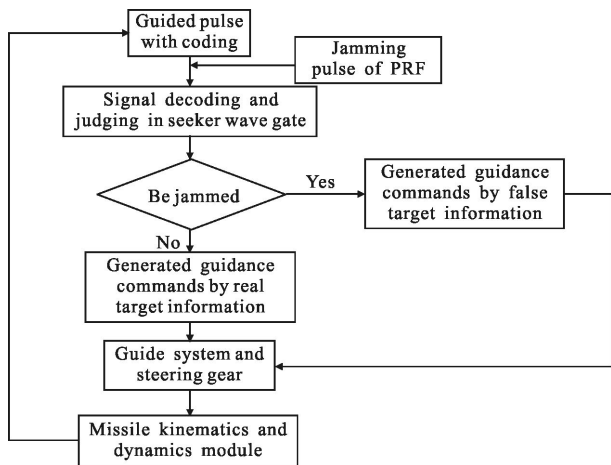 Guided pulse
with coding
Jamming
pulse of PRF
Signal decoding and
judging in seeker wave gate
Be jammed
Yes
Generated guidance
commands by false
target information
No
Generated guidance
commands by real
target information
Guide system and
steering gear
Missile kinematics and
dynamics module